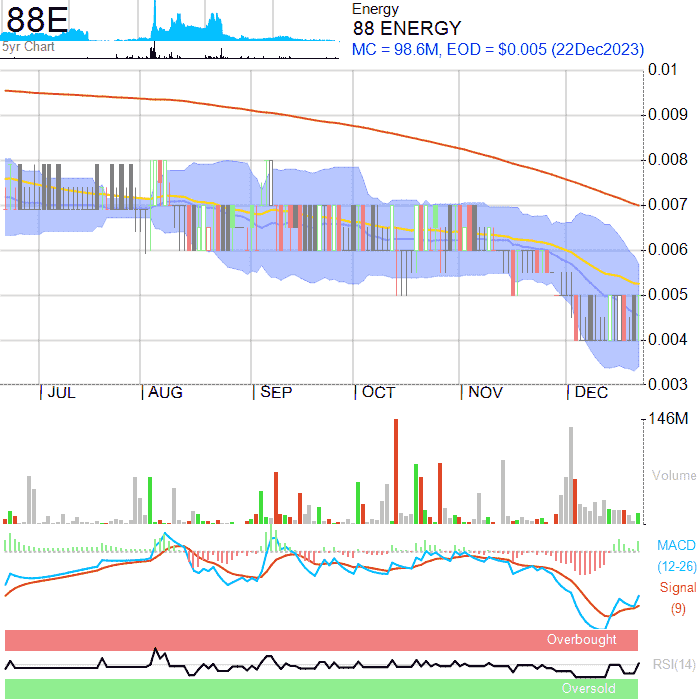 88E
5yr Chart
Energy
88 ENERGY
MC = 98.6M, EOD = $0.005 (22Dec2023)
0.01
0.009
0.008
0.007
0.006
0.005
0.004
0.003
JUL AUG SEP OCT NOV DEC
146M
Volume
MACD
(12-26)
Signal
(9)
Overbought
RSI(14)
Oversold